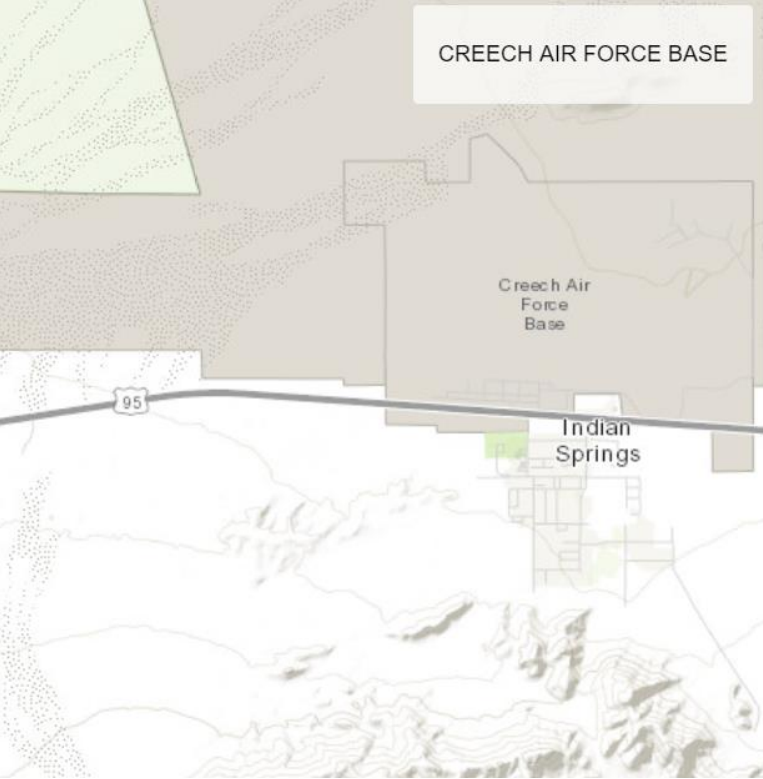 CREECH AIR FORCE BASE
Creech Air
Force
Base
95
Indian
Springs